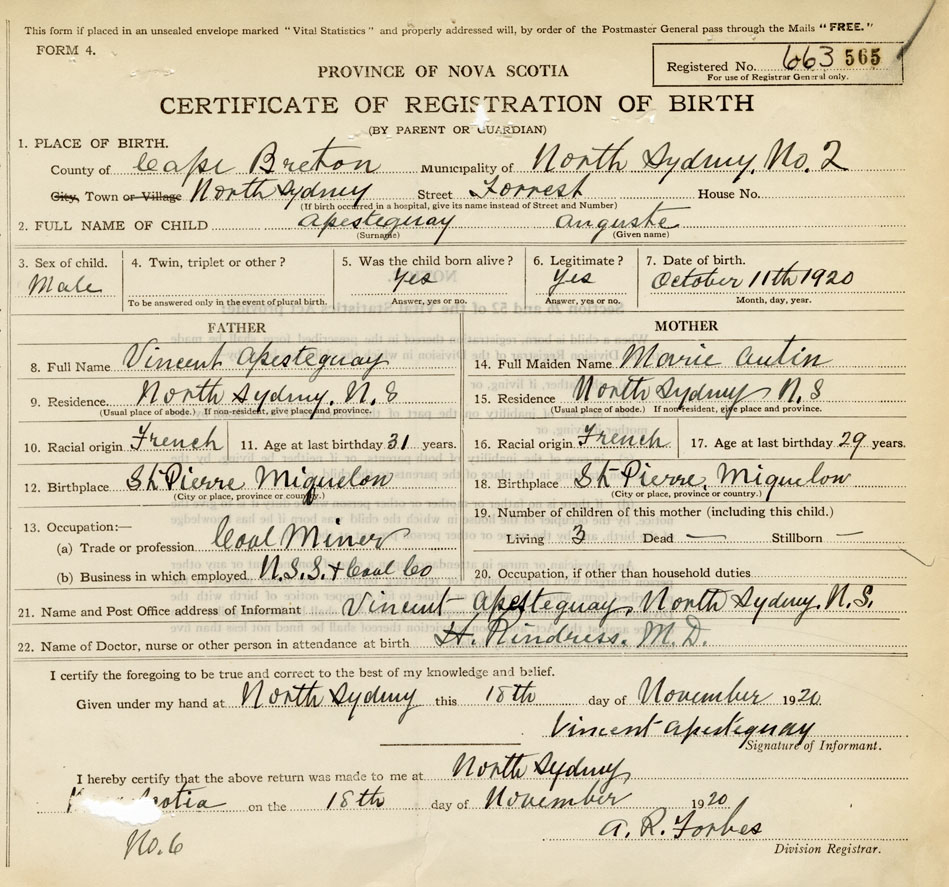 This form if placed in an unsealed envelope marked "Vital Statistics" and properly addressed will, by order of the Postmaster General pass through the Mails "FREE."
FORM 4.
Registered No. 663 565
For use of Registrar General only.
PROVINCE OF NOVA SCOTIA
CERTIFICATE OF REGISTRATION OF BIRTH
(BY PARENT OR GUARDIAN)
1. PLACE OF BIRTH.
County of Cape Breton Municipality of North Sydney, No. 2
City, Town or Village North Sydney Street Forrest House No.
(If birth occurred in a hospital, give its name instead of Street and Number)
2. FULL NAME OF CHILD Apesteguay Auguste
(Surname) (Given name)
3. Sex of child. 4. Twin, triplet or other? 5. Was the child born alive? 6. Legitimate? 7. Date of birth.
Male Yes Yes October 11th 1920
To be answered only in the event of plural birth. Answer, yes or no. Answer, yes or no. Month, day, year.
FATHER MOTHER
8. Full Name Vincent Apesteguay 14. Full Maiden Name Marie Autin
9. Residence North Sydney, N.S 15. Residence North Sydney N.S
(Usual place of abode.) If non-resident, give place and province. (Usual place of abode.) If non-resident, give place and province.
10. Racial origin French 11. Age at last birthday 31 years. 16. Racial origin French 17. Age at last birthday 29 years.
12. Birthplace St. Pierre Miquelon 18. Birthplace St. Pierre, Miquelon
(City or place, province or country.) (City or place, province or country.)
13. Occupation:— 19. Number of children of this mother (including this child.)
(a) Trade or profession Coal Miner Living 3 Dead — Stillborn —
(b) Business in which employed N.S.S. + Coal Co 20. Occupation, if other than household duties
21. Name and Post Office address of Informant Vincent Apesteguay, North Sydney. N.S.
22. Name of Doctor, nurse or other person in attendance at birth H. Rindress. M.D.
I certify the foregoing to be true and correct to the best of my knowledge and belief.
Given under my hand at North Sydney this 18th day of November 1920
Vincent Apesteguay
Signature of Informant.
I hereby certify that the above return was made to me at North Sydney
Scotia on the 18th day of November 1920
A. R. Forbes
No. 6
Division Registrar.